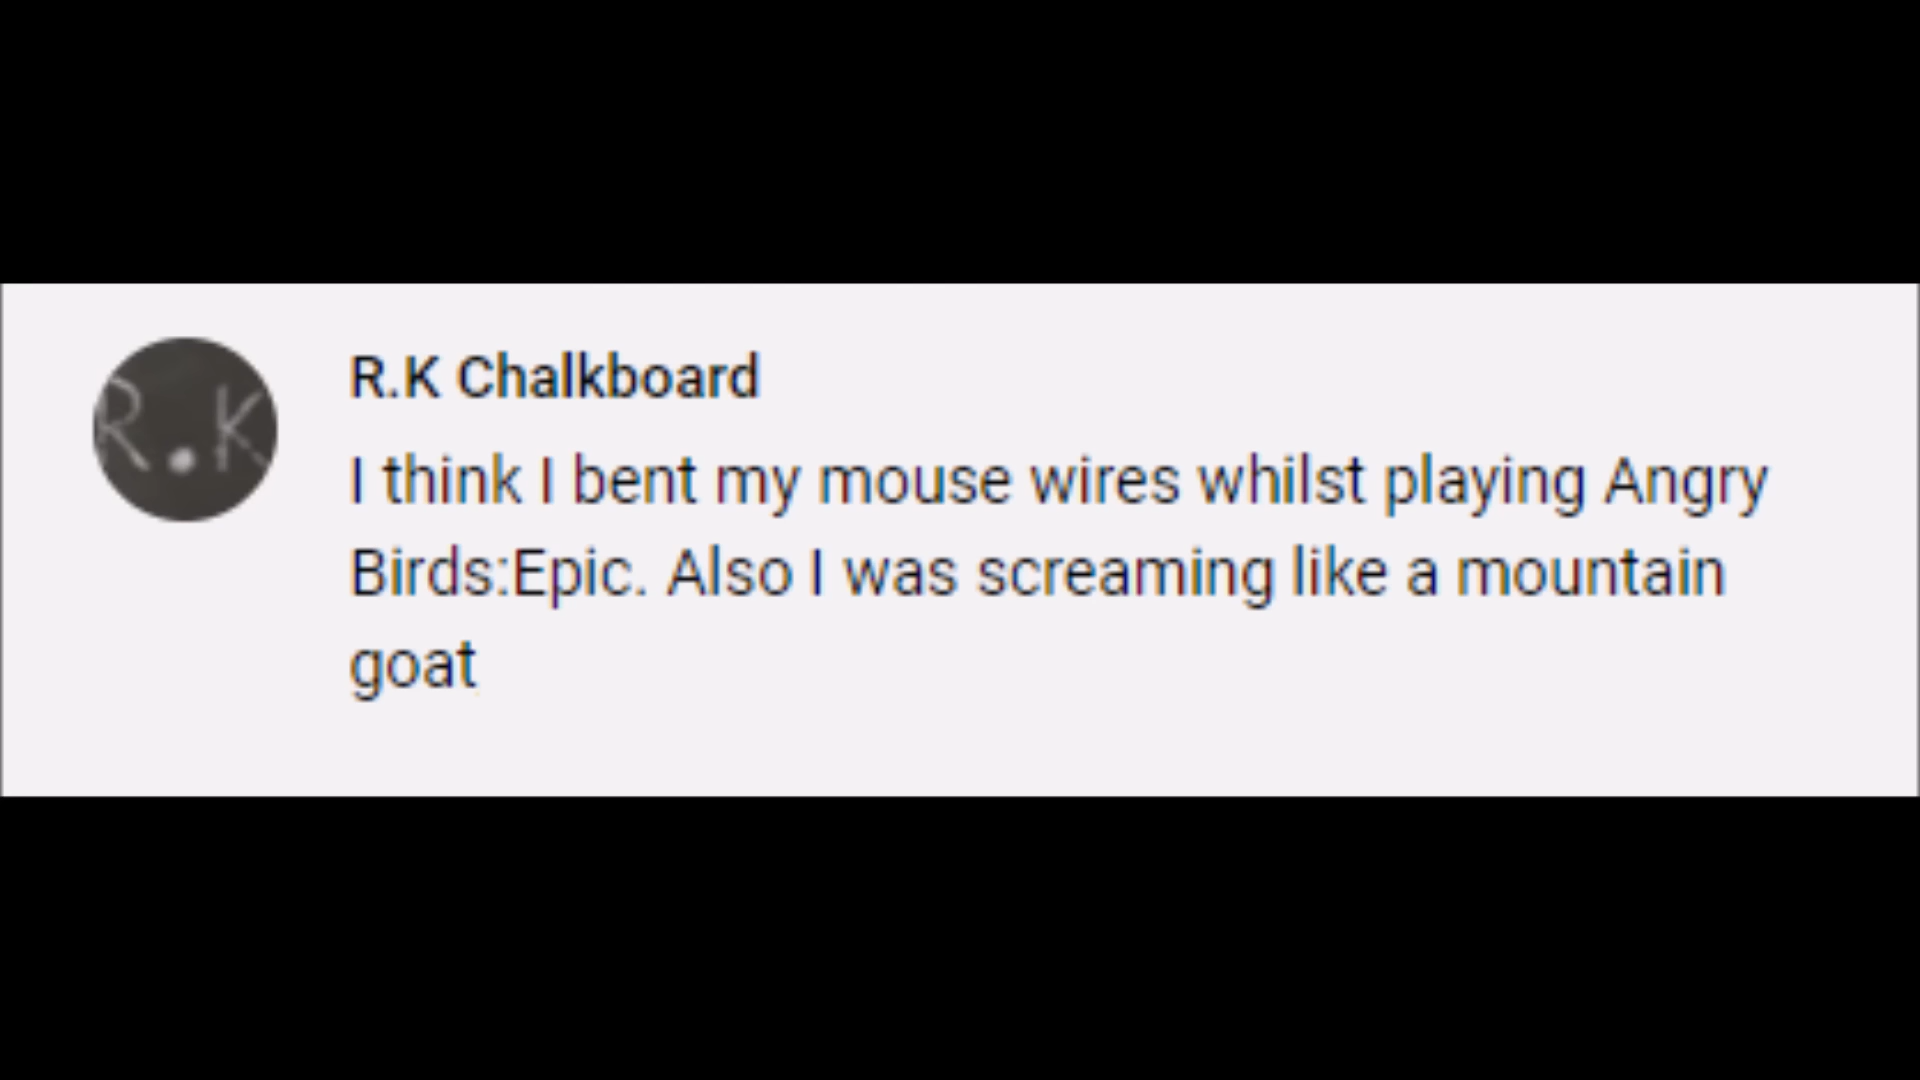 R.K
R.K Chalkboard
I think I bent my mouse wires whilst playing Angry
Birds:Epic. Also I was screaming like a mountain
goat